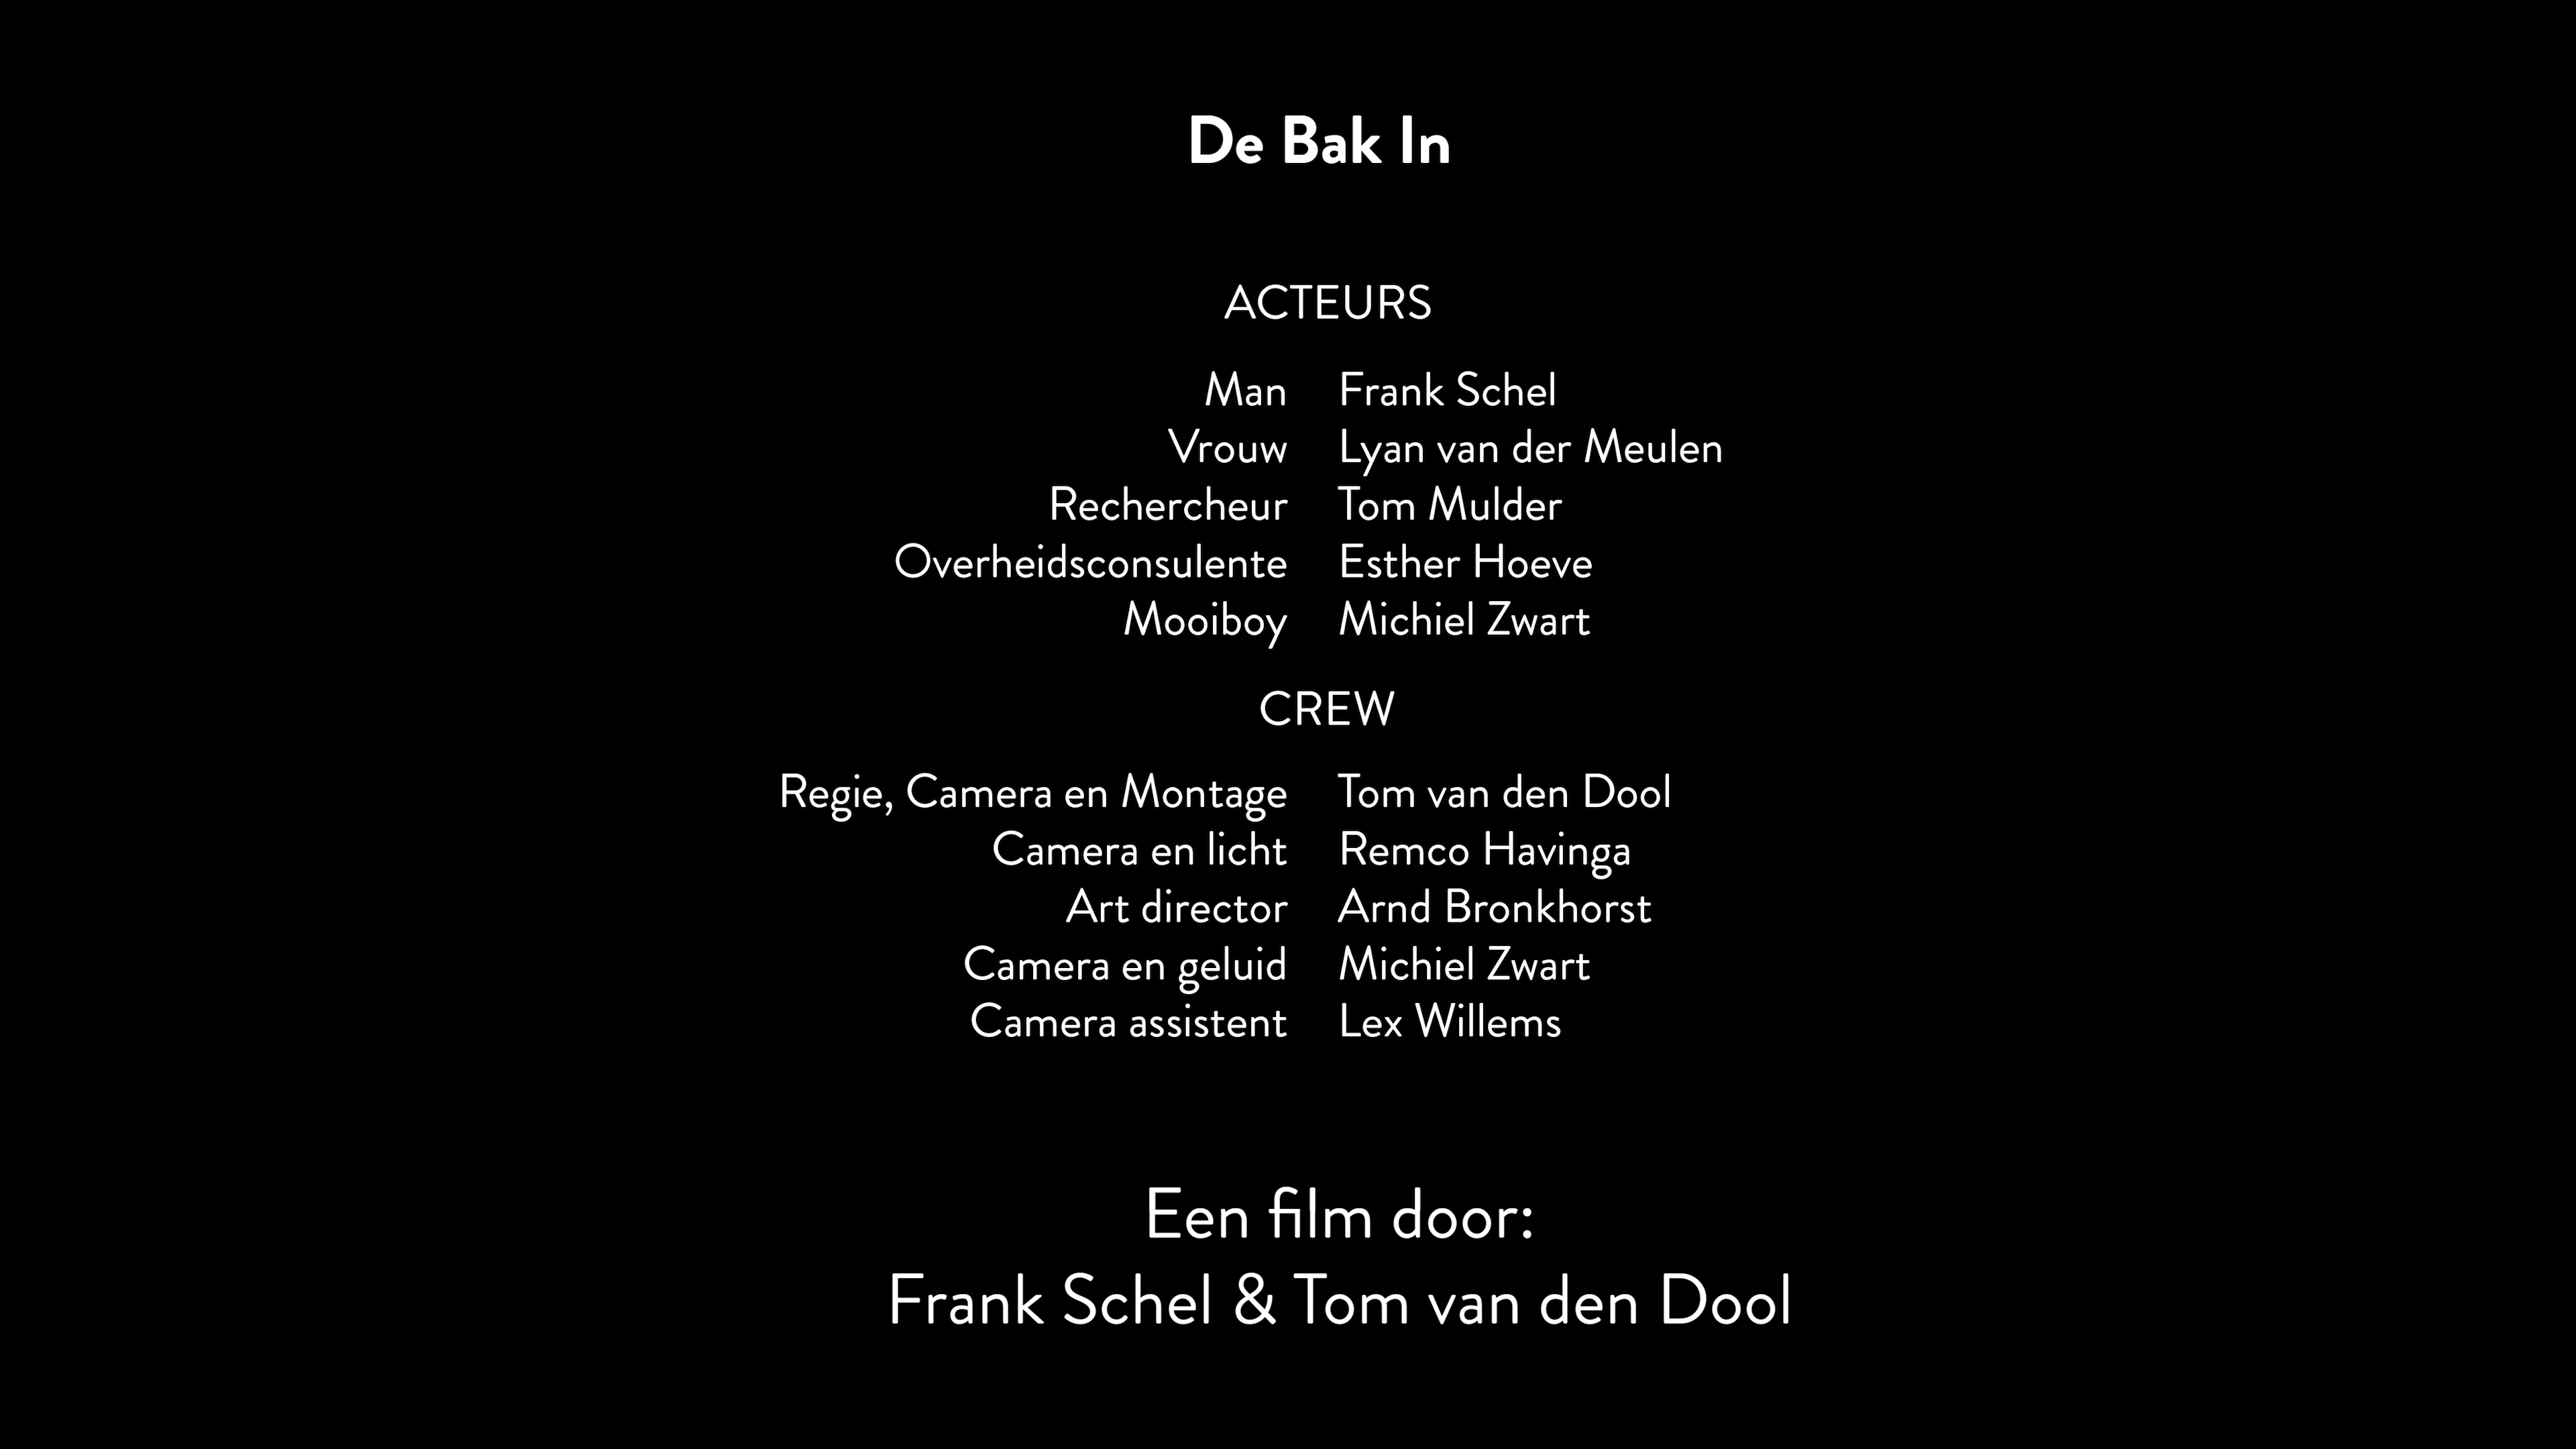 De Bak In
ACTEURS
Man Frank Schel
Vrouw Lyan van der Meulen
Rechercheur Tom Mulder
Overheidsconsulente Esther Hoeve
Mooiboy Michiel Zwart
CREW
Regie, Camera en Montage Tom van den Dool
Camera en licht Remco Havinga
Art director Arnd Bronkhorst
Camera en geluid Michiel Zwart
Camera assistent Lex Willems
Een film door:
Frank Schel & Tom van den Dool